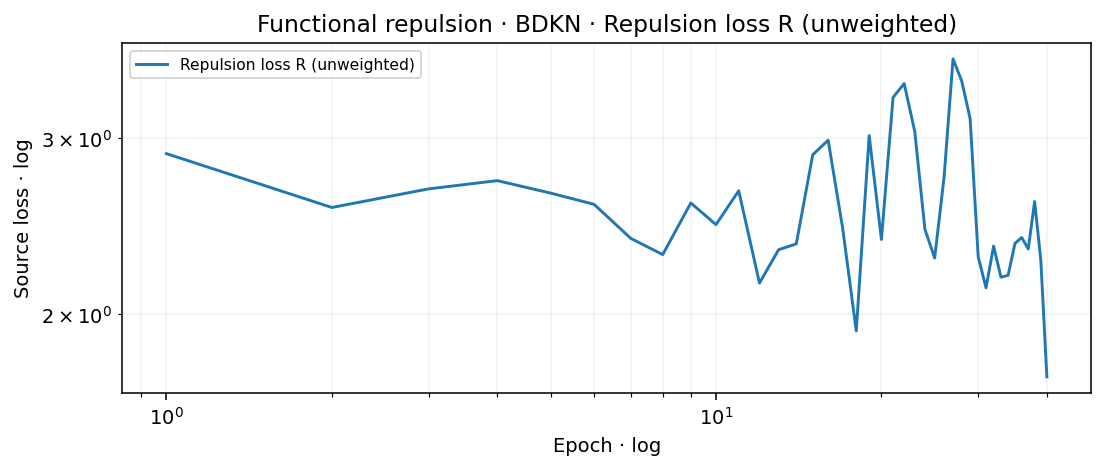 Functional repulsion · BDKN · Repulsion loss R (unweighted)
Repulsion loss R (unweighted)
Source loss · log
3 × 10⁰
2 × 10⁰
10⁰
10¹
Epoch · log